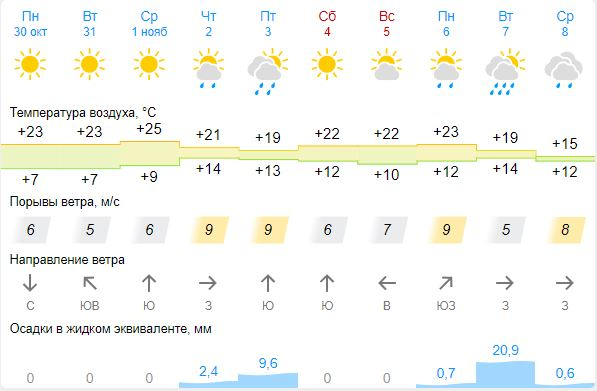 Пн Вт Ср Чт Пт Сб Вс Пн Вт Ср
30 окт 31 1 нояб 2 3 4 5 6 7 8
Температура воздуха, °C
+23 +23 +25 +21 +19 +22 +22 +23 +19 +15
+7 +7 +9 +14 +13 +12 +10 +12 +14 +12
Порывы ветра, м/с
6 5 6 9 9 6 7 9 5 8
Направление ветра
С ЮВ Ю З Ю Ю В ЮЗ З З
Осадки в жидком эквиваленте, мм
0 0 0 2,4 9,6 0 0 0,7 20,9 0,6